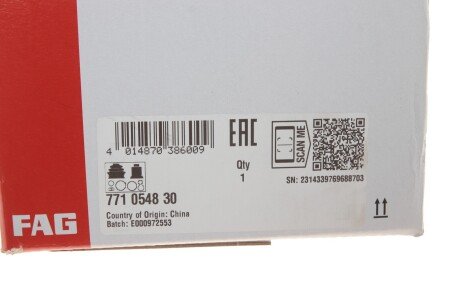 4 014870 386009
EAC
Qty
1
SCAN ME
SN: 2314339769688703
771 0548 30
Country of Origin: China
Batch: E000972553
FAG